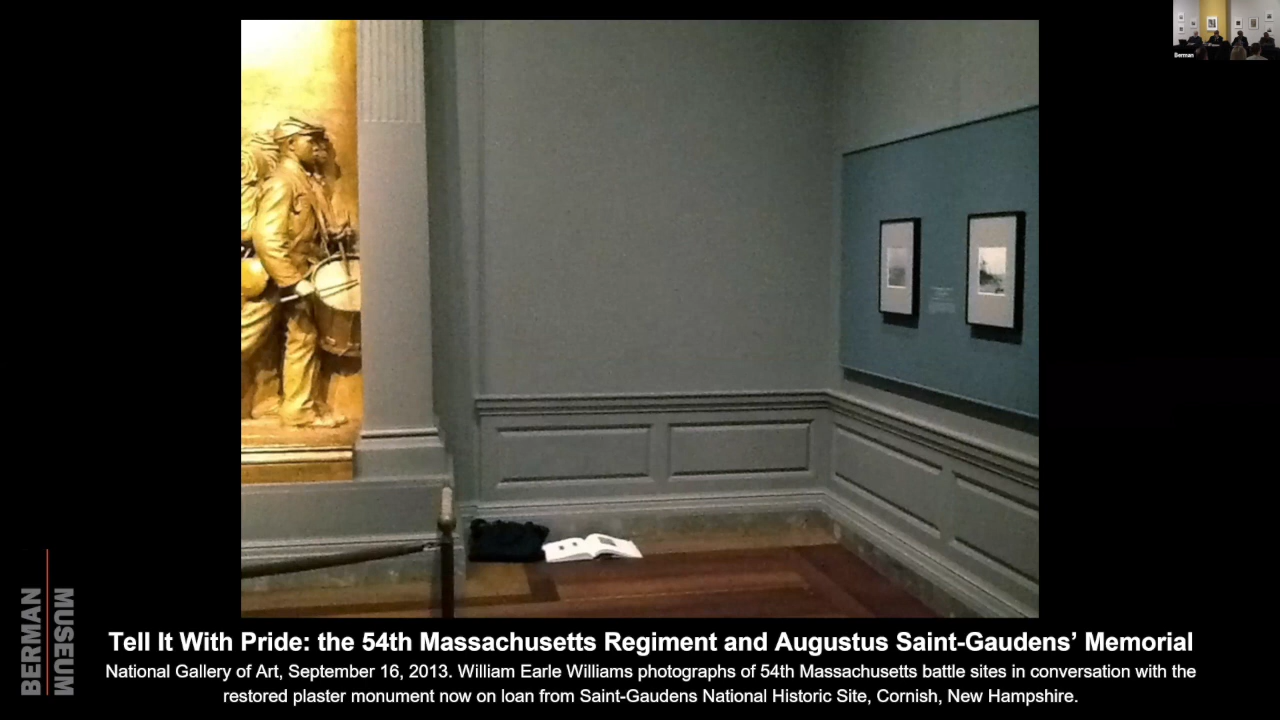 Berman
BERMAN
MUSEUM
Tell It With Pride: the 54th Massachusetts Regiment and Augustus Saint-Gaudens’ Memorial
National Gallery of Art, September 16, 2013. William Earle Williams photographs of 54th Massachusetts battle sites in conversation with the
restored plaster monument now on loan from Saint-Gaudens National Historic Site, Cornish, New Hampshire.